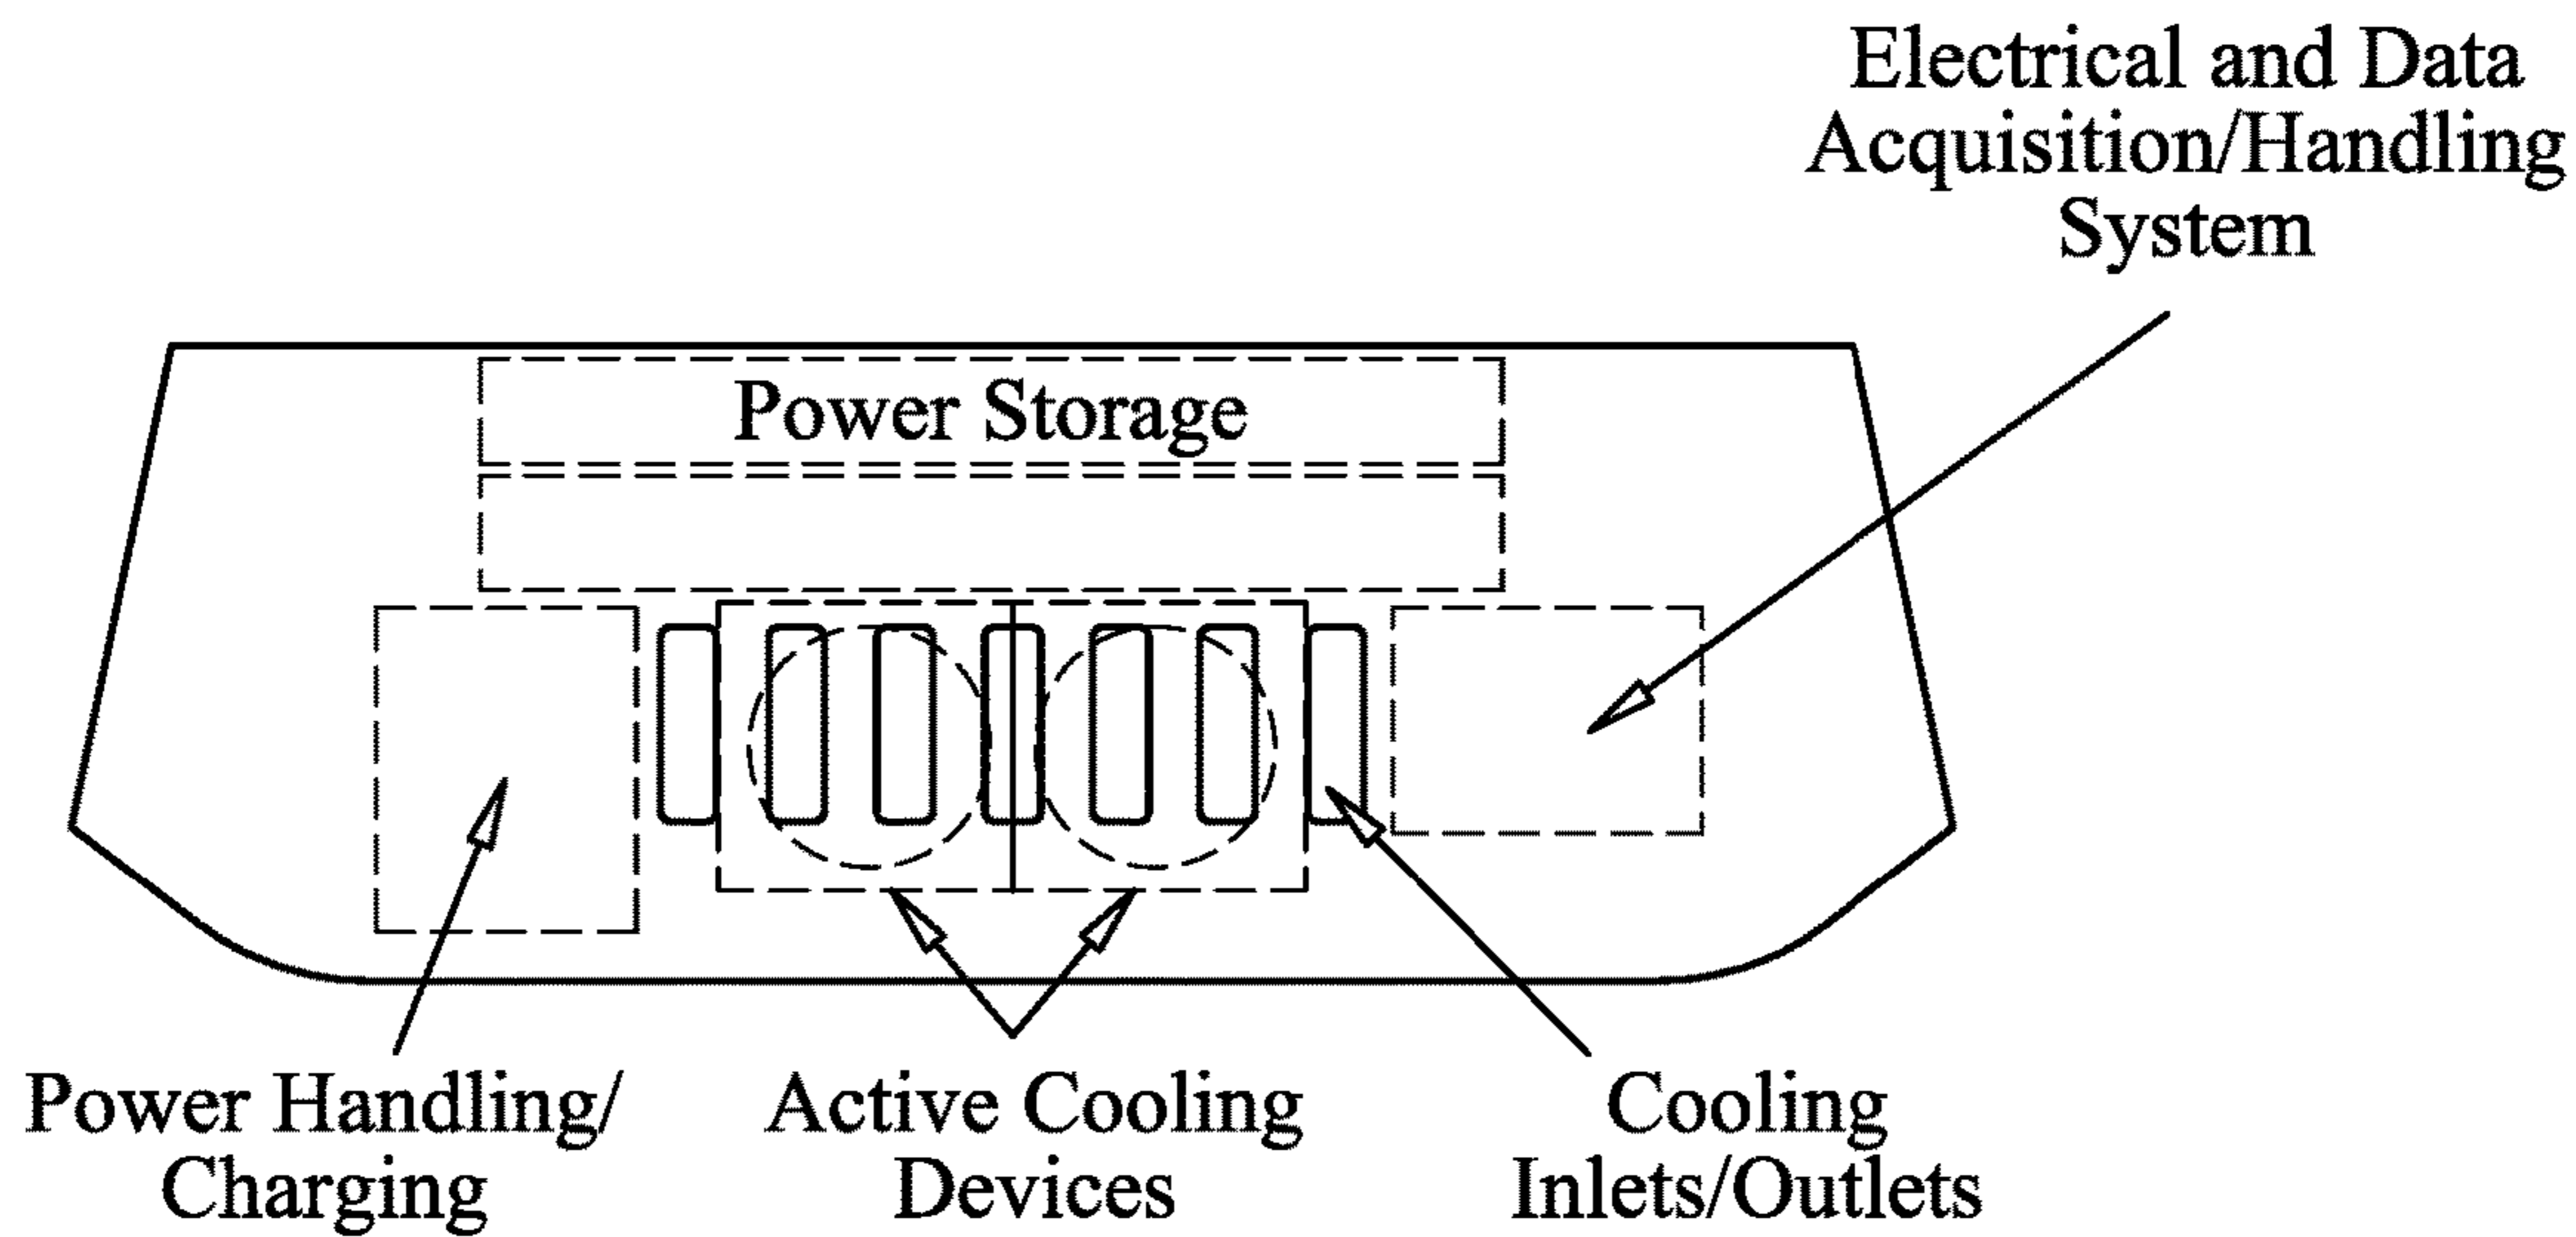 Electrical and Data
Acquisition/Handling
System
Power Storage
Power Handling/
Charging
Active Cooling
Devices
Cooling
Inlets/Outlets